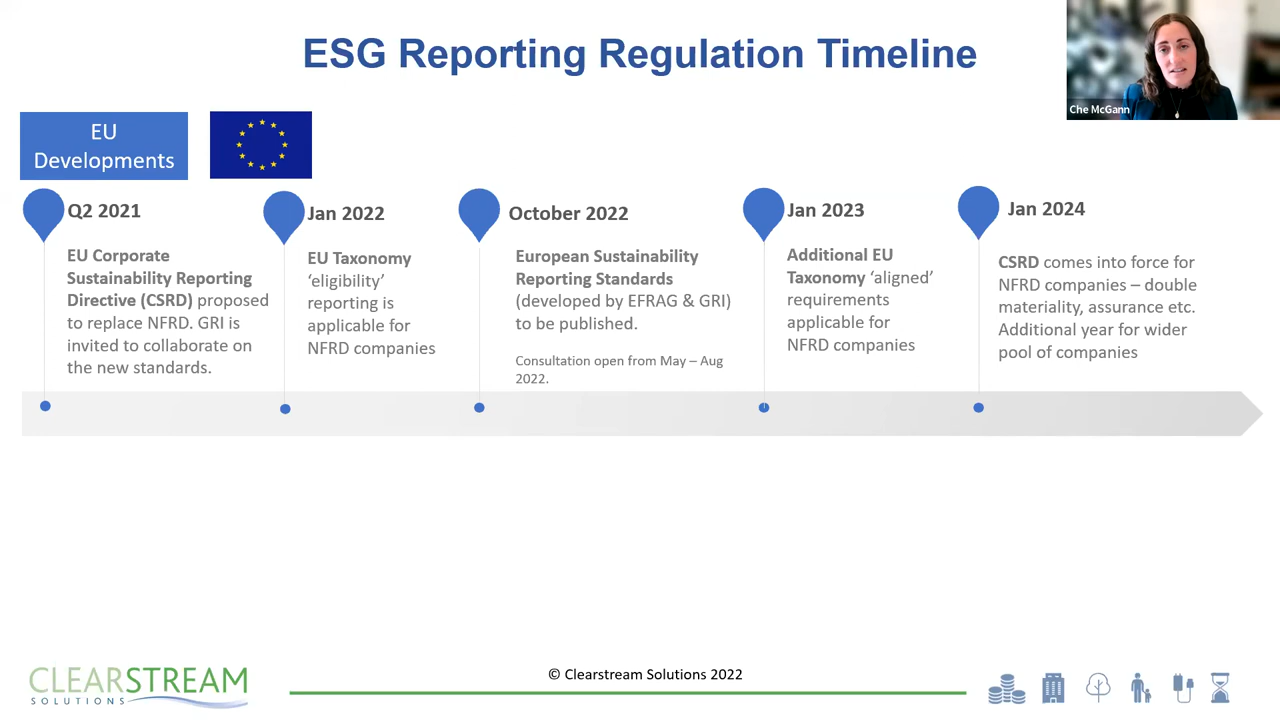 ESG Reporting Regulation Timeline
Che McGann
EU
Developments
Q2 2021
EU Corporate
Sustainability Reporting
Directive (CSRD) proposed
to replace NFRD. GRI is
invited to collaborate on
the new standards.
Jan 2022
EU Taxonomy
‘eligibility’
reporting is
applicable for
NFRD companies
October 2022
European Sustainability
Reporting Standards
(developed by EFRAG & GRI)
to be published.
Consultation open from May – Aug
2022.
Jan 2023
Additional EU
Taxonomy ‘aligned’
requirements
applicable for
NFRD companies
Jan 2024
CSRD comes into force for
NFRD companies – double
materiality, assurance etc.
Additional year for wider
pool of companies
CLEARSTREAM
SOLUTIONS
© Clearstream Solutions 2022